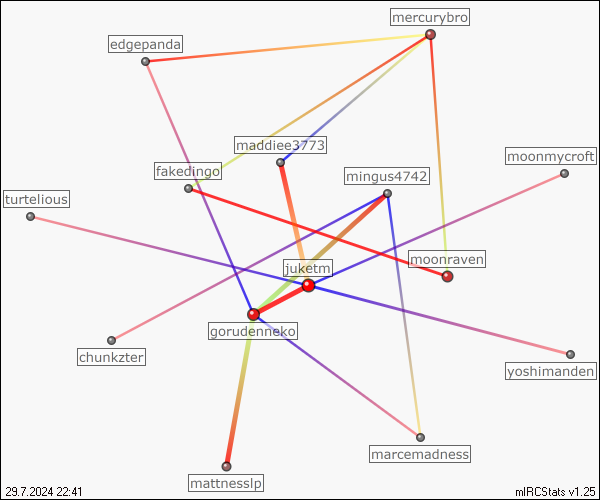 mercurybro
edgepanda
maddiee3773
moonmycroft
fakedingo
mingus4742
turtelious
moonraven
juketm
gorudenneko
chunkzter
yoshimanden
marcemadness
mattnesslp
29.7.2024 22:41
mIRCStats v1.25